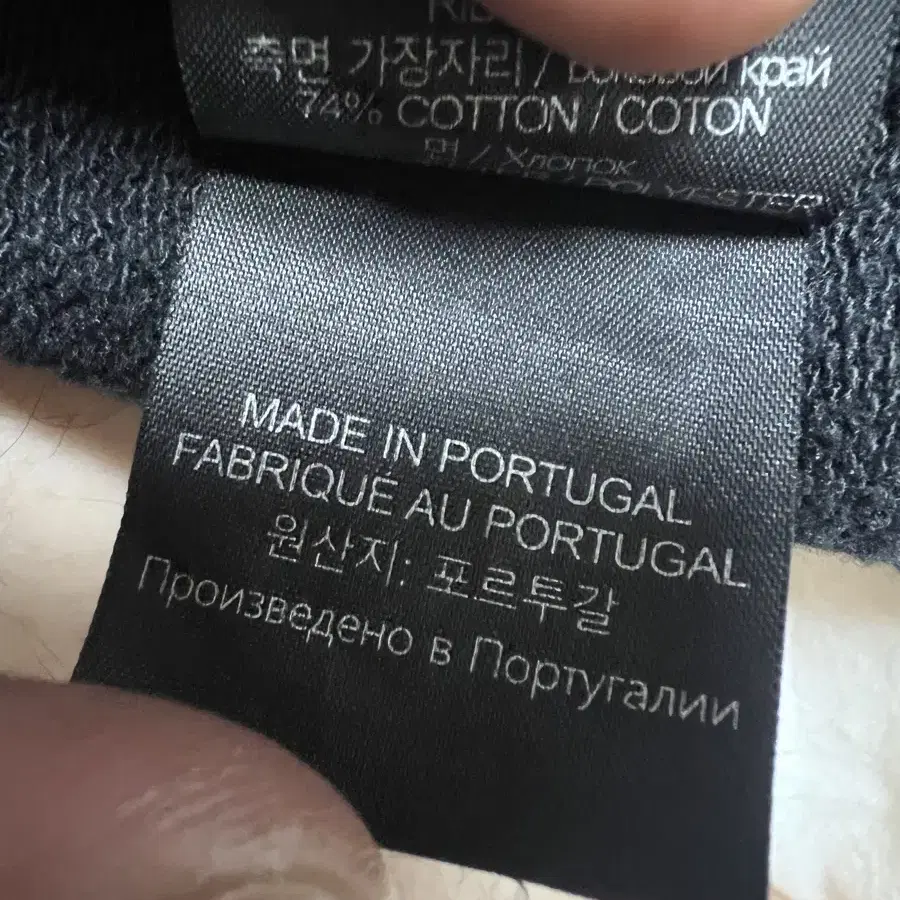 측면 가장자리 / Боковой край
74% COTTON / COTON
면 / Хлопок
POLYESTER
MADE IN PORTUGAL
FABRIQUÉ AU PORTUGAL
원산지: 포르투갈
Произведено в Португалии